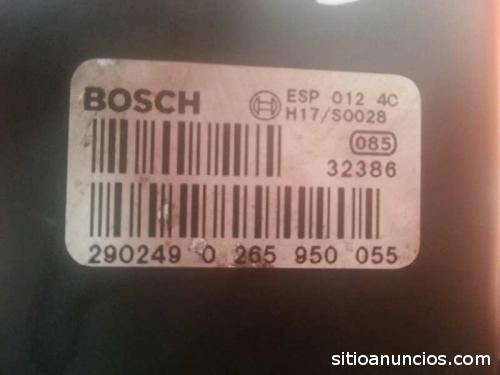 BOSCH
ESP 012 4C
H17/S0028
085
32386
290249 0 265 950 055
sitioanuncios.com